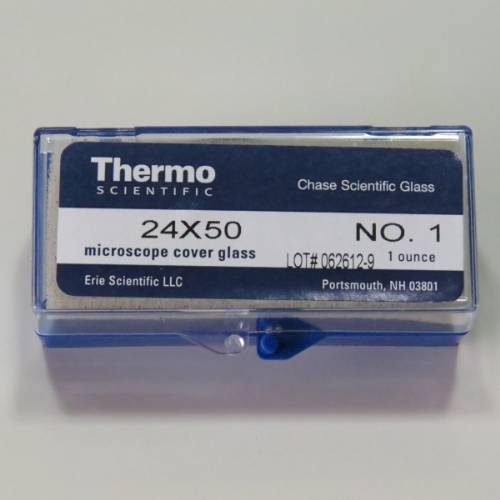 Thermo
SCIENTIFIC
Chase Scientific Glass
24X50
NO. 1
microscope cover glass
LOT# 062612-9
1 ounce
Erie Scientific LLC
Portsmouth, NH 03801